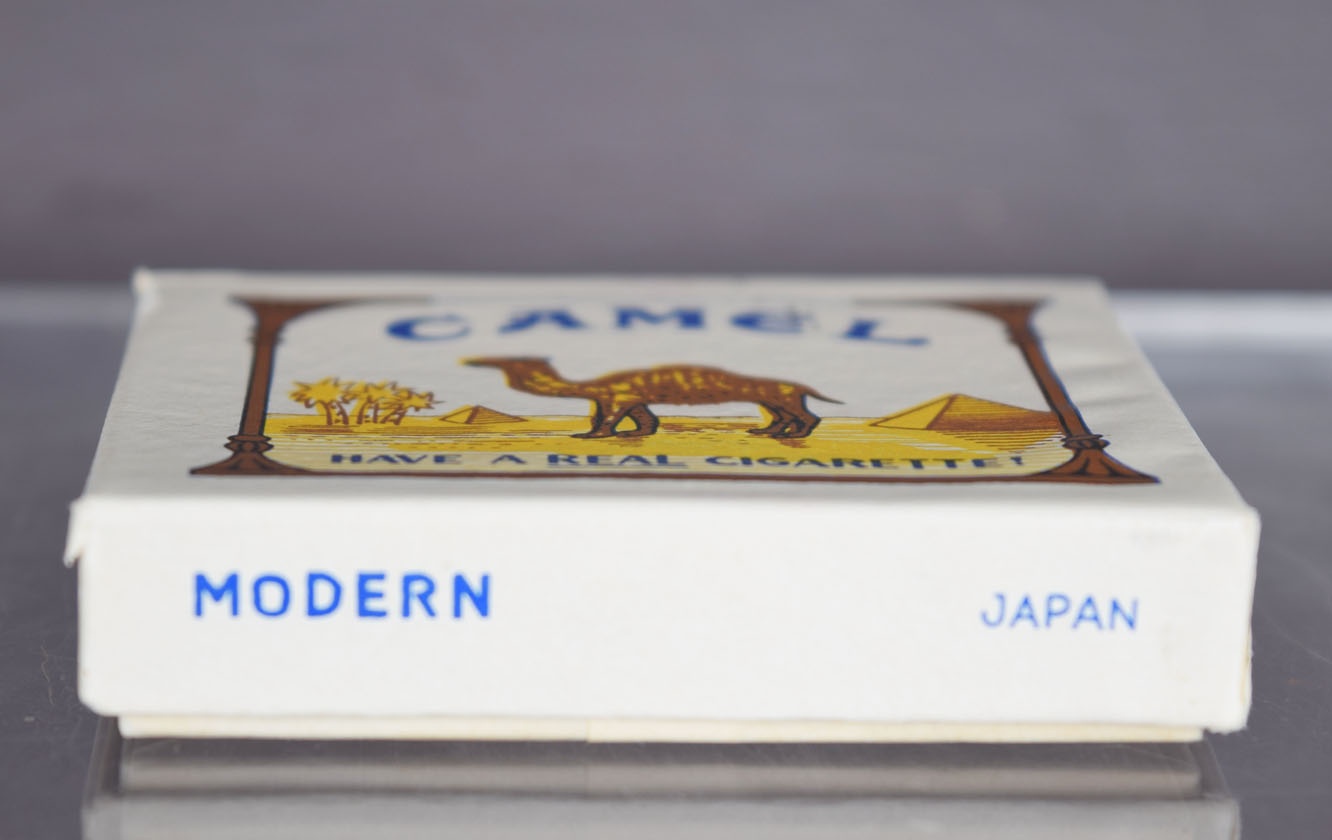 CAMEL
HAVE A REAL CIGARETTE!
MODERN
JAPAN